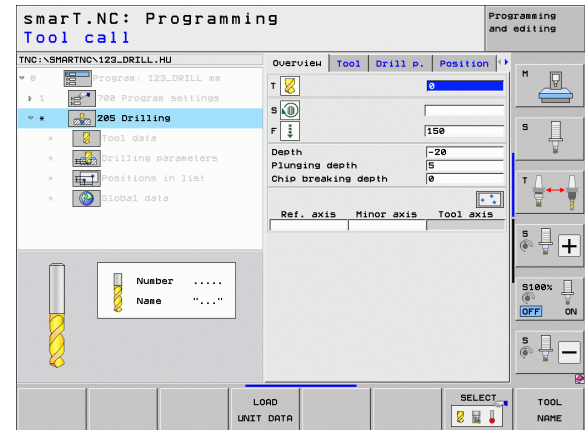 smarT.NC: Programming
Tool call
Programming
and editing
TNC:\SMARTNC\123_DRILL.HU
0 Program: 123_DRILL mm
1 700 Program settings
* 205 Drilling
* Tool data
* Drilling parameters
* Positions in list
* Global data
Overview Tool Drill p. Position
T 0
S
F 150
Depth -20
Plunging depth 5
Chip breaking depth 0
Ref. axis Minor axis Tool axis
Number .....
Name "..."
M
S
T
S
S100%
OFF ON
S
LOAD
UNIT DATA
SELECT
TOOL
NAME